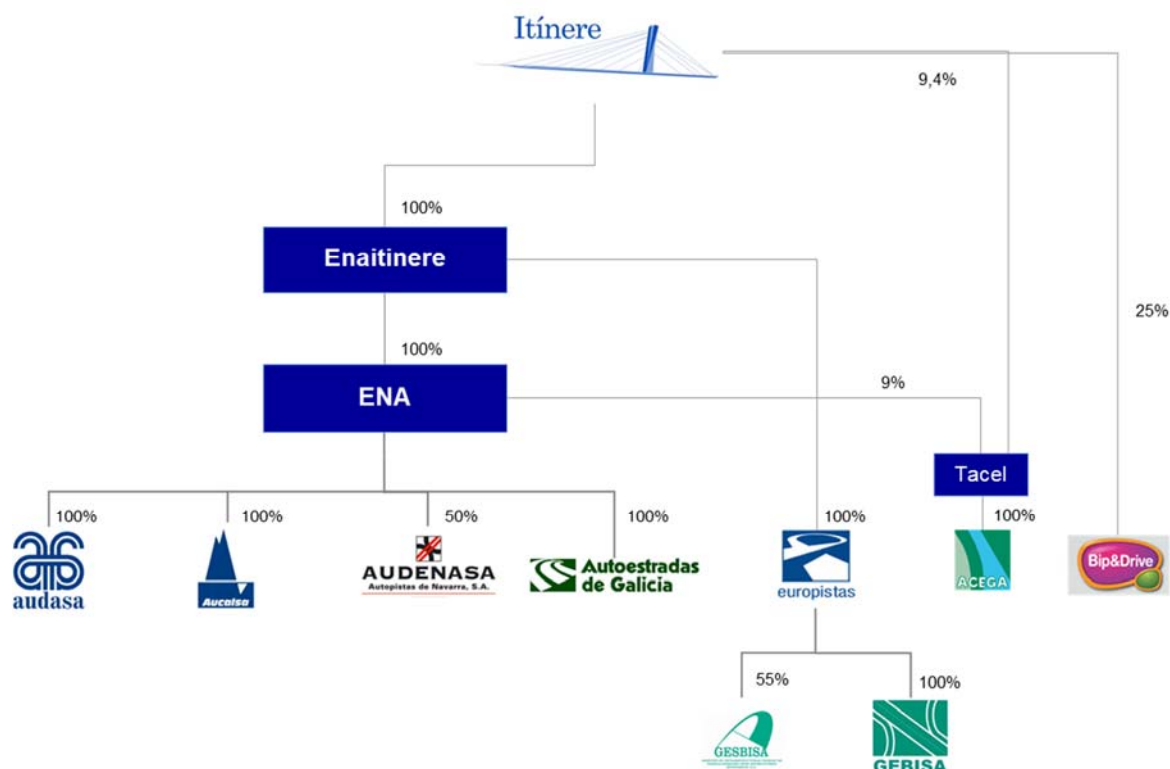 Itínere
9,4%
100%
Enaitinere
25%
100%
ENA
9%
Tacel
100%
100%
50%
100%
100%
100%
audasa
Aucalsa
AUDENASA
Autopistas de Navarra, S.A.
Autoestradas
de Galicia
europistas
ACEGA
Bip&Drive
55%
100%
GESBISA
GEBISA